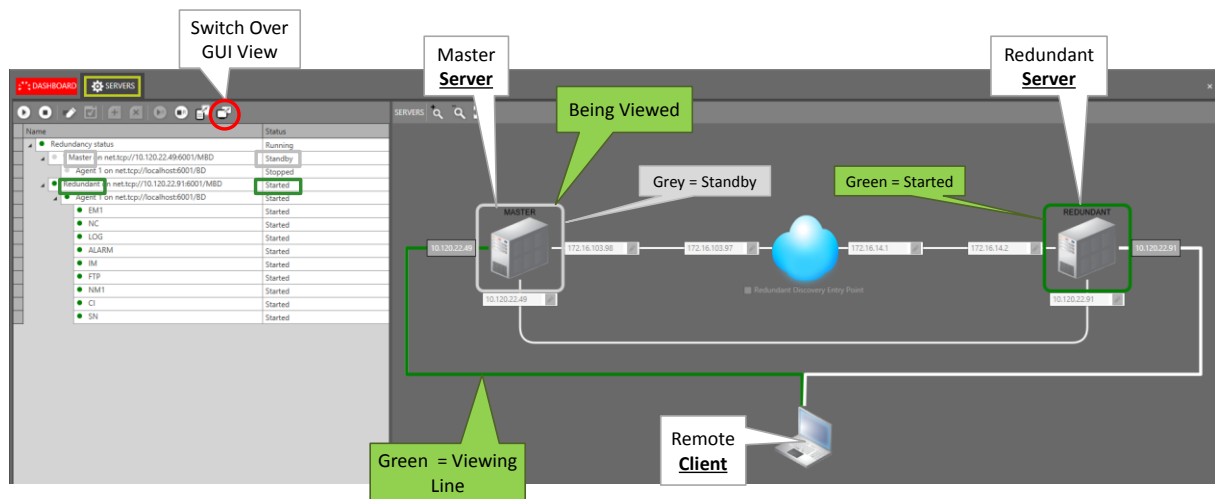 Switch Over
GUI View
Master
Server
Redundant
Server
Being Viewed
DASHBOARD
SERVERS
SERVERS
Name Status
Redundancy status Running
Master on net.tcp://10.120.22.49:6001/MBD Standby
Agent 1 on net.tcp://localhost:6001/BD Stopped
Redundant on net.tcp://10.120.22.91:6001/MBD Started
Agent 1 on net.tcp://localhost:6001/BD Started
EM1 Started
NC Started
LOG Started
ALARM Started
IM Started
FTP Started
NM1 Started
CI Started
SN Started
Grey = Standby
Green = Started
MASTER
REDUNDANT
10.120.22.49
172.16.103.98
172.16.103.97
172.16.14.1
172.16.14.2
10.120.22.91
Redundant Discovery Entry Point
10.120.22.49
10.120.22.91
Green = Viewing
Line
Remote
Client